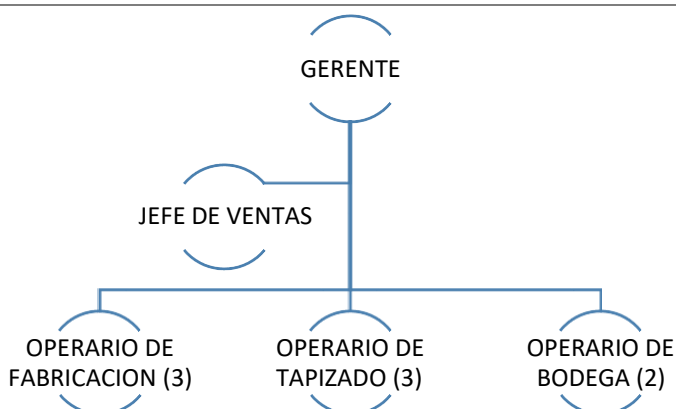 GERENTE
JEFE DE VENTAS
OPERARIO DE
FABRICACION (3)
OPERARIO DE
TAPIZADO (3)
OPERARIO DE
BODEGA (2)